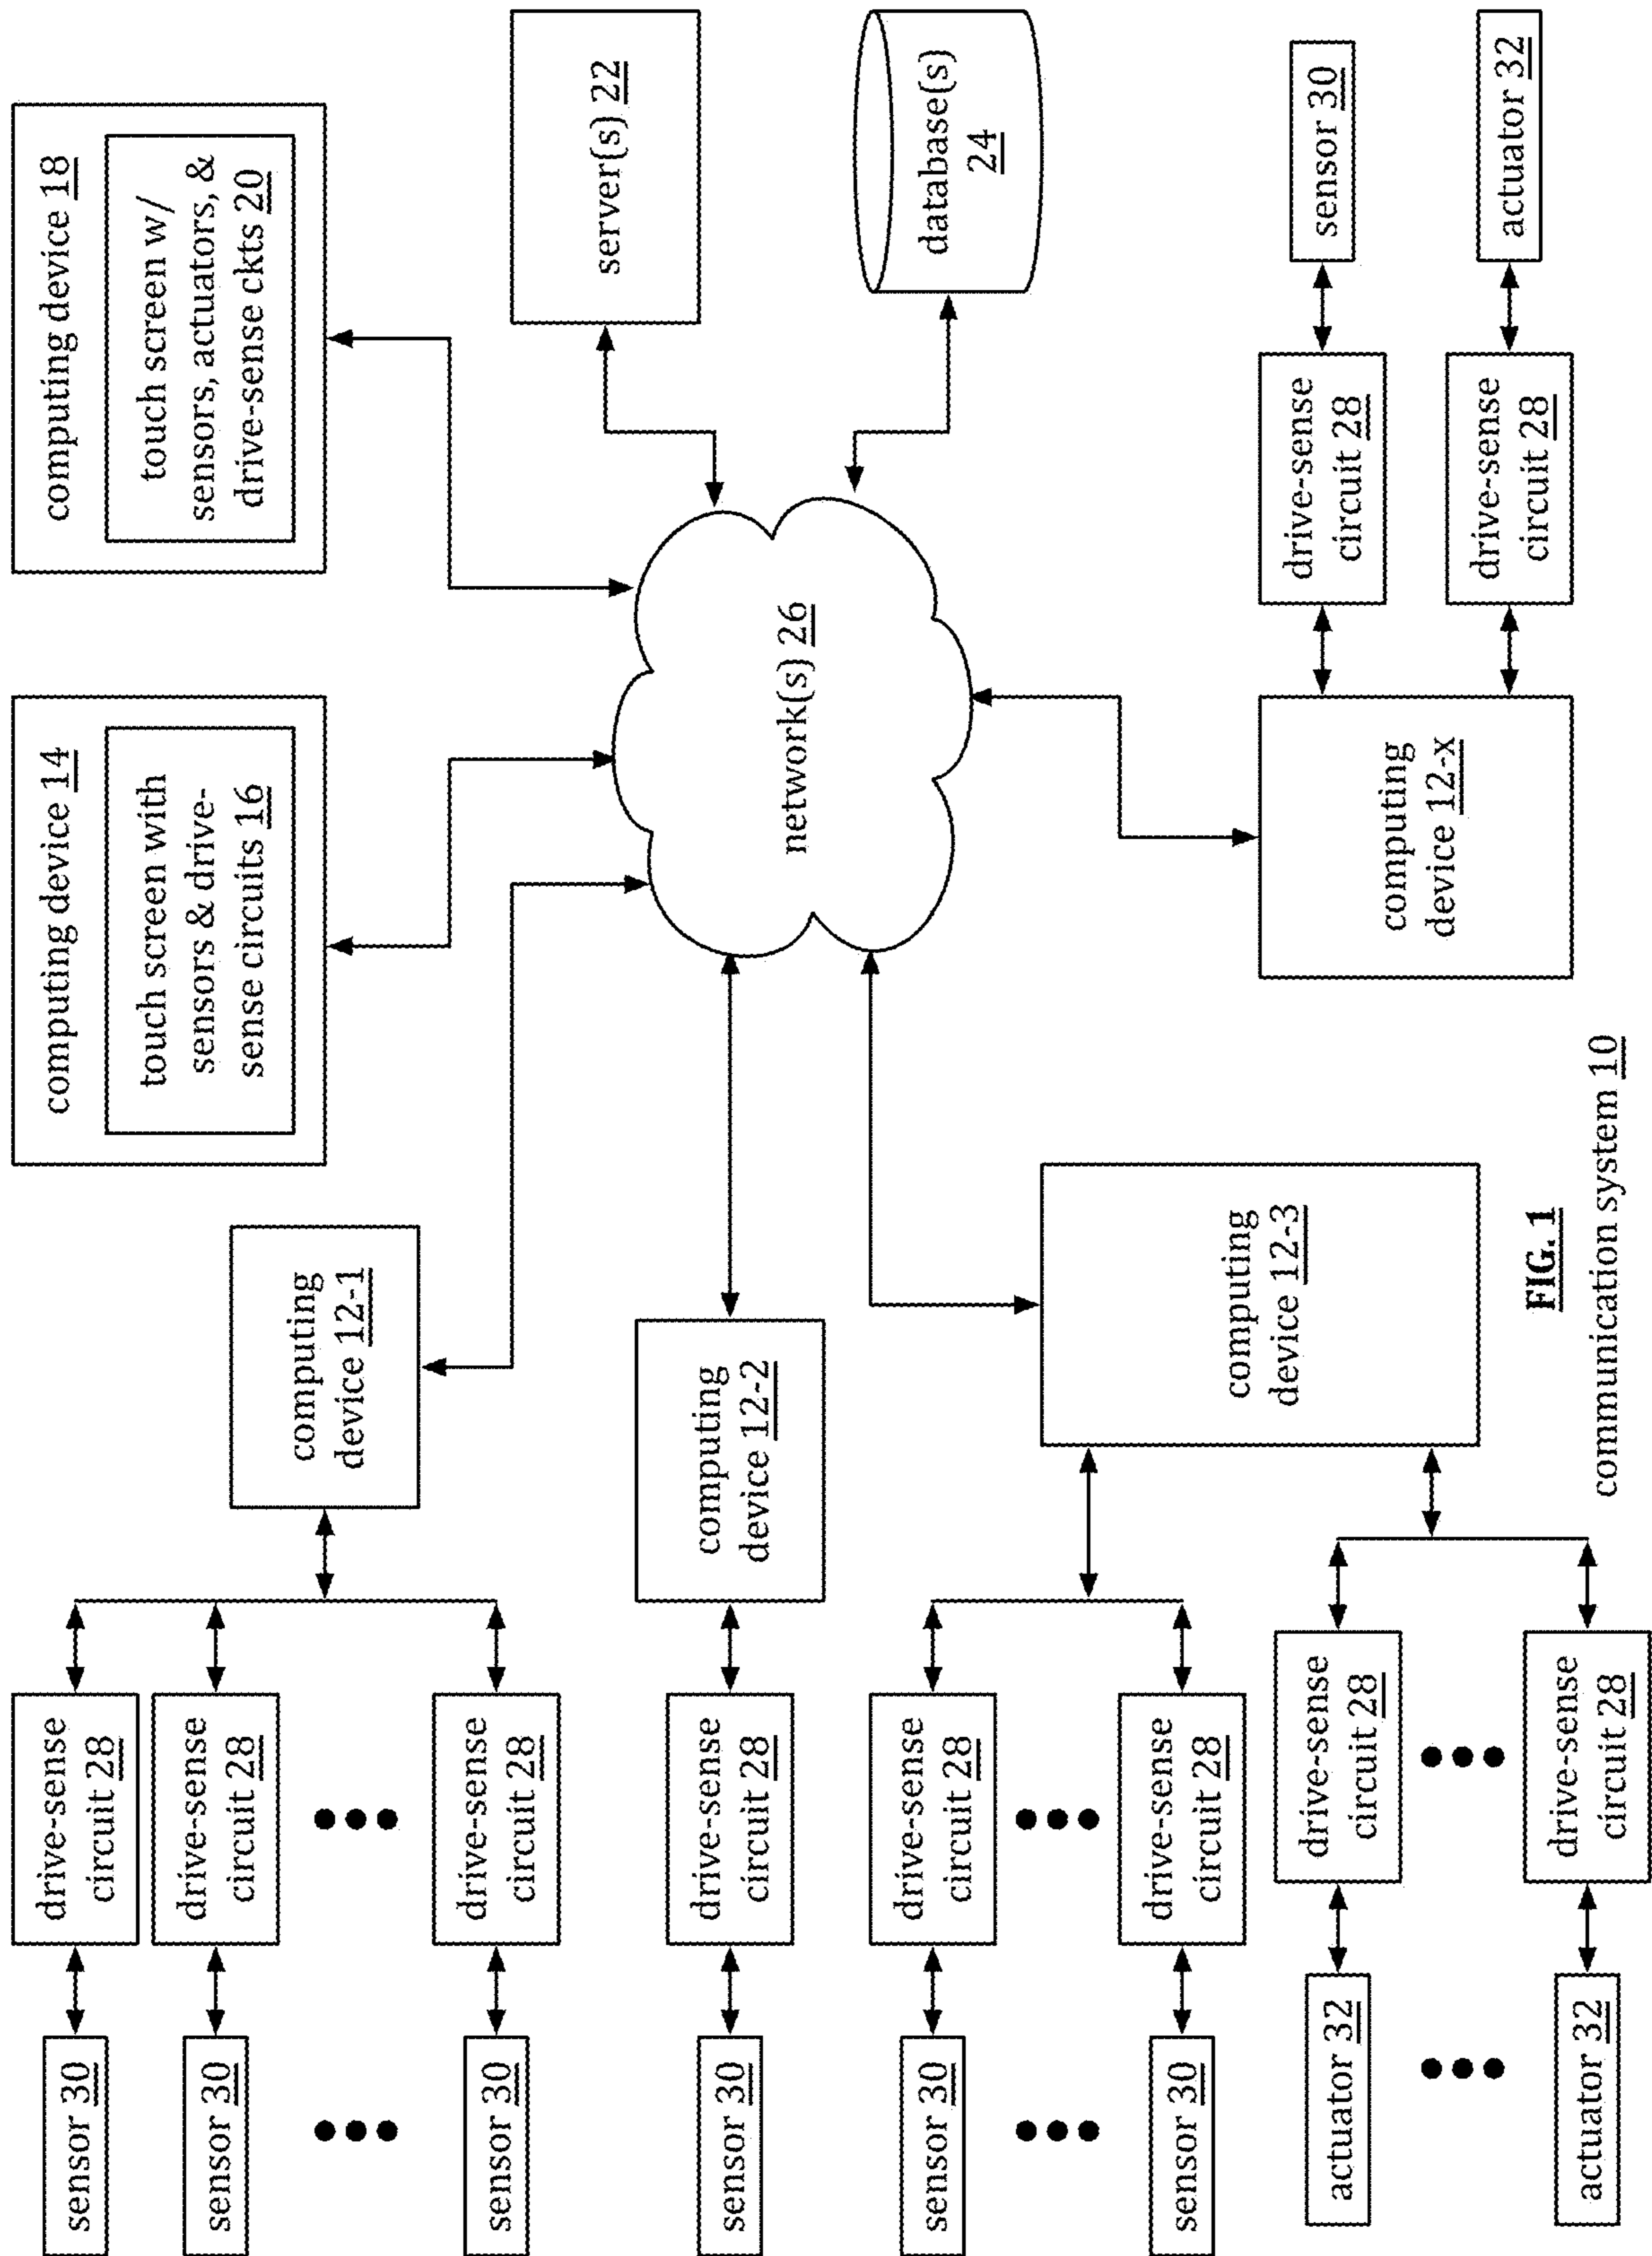 sensor 30
drive-sense
circuit 28
sensor 30
drive-sense
circuit 28
sensor 30
drive-sense
circuit 28
computing
device 12-1
computing device 14
touch screen with
sensors & drive-
sense circuits 16
computing device 18
touch screen w/
sensors, actuators, &
drive-sense ckts 20
sensor 30
drive-sense
circuit 28
computing
device 12-2
network(s) 26
server(s) 22
database(s)
24
sensor 30
drive-sense
circuit 28
sensor 30
drive-sense
circuit 28
computing
device 12-3
actuator 32
drive-sense
circuit 28
actuator 32
drive-sense
circuit 28
computing
device 12-x
drive-sense
circuit 28
sensor 30
drive-sense
circuit 28
actuator 32
FIG. 1
communication system 10